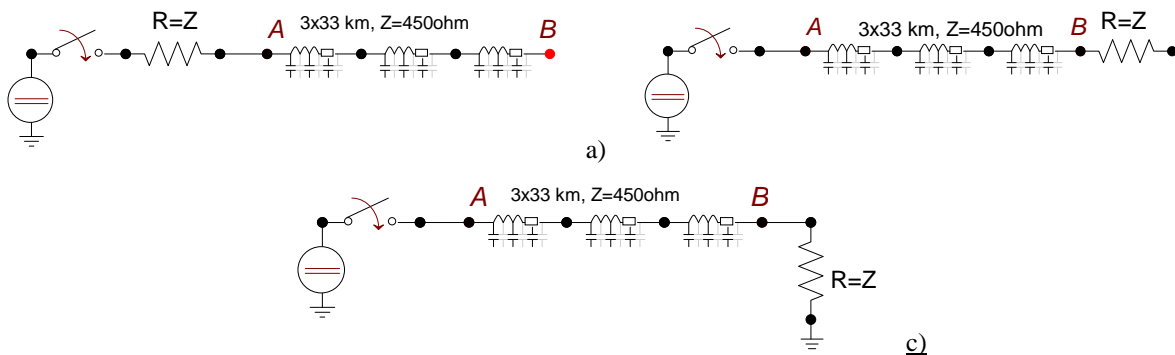 R=Z
A
3x33 km, Z=450ohm
B
A
3x33 km, Z=450ohm
B
R=Z
a)
A
3x33 km, Z=450ohm
B
R=Z
c)